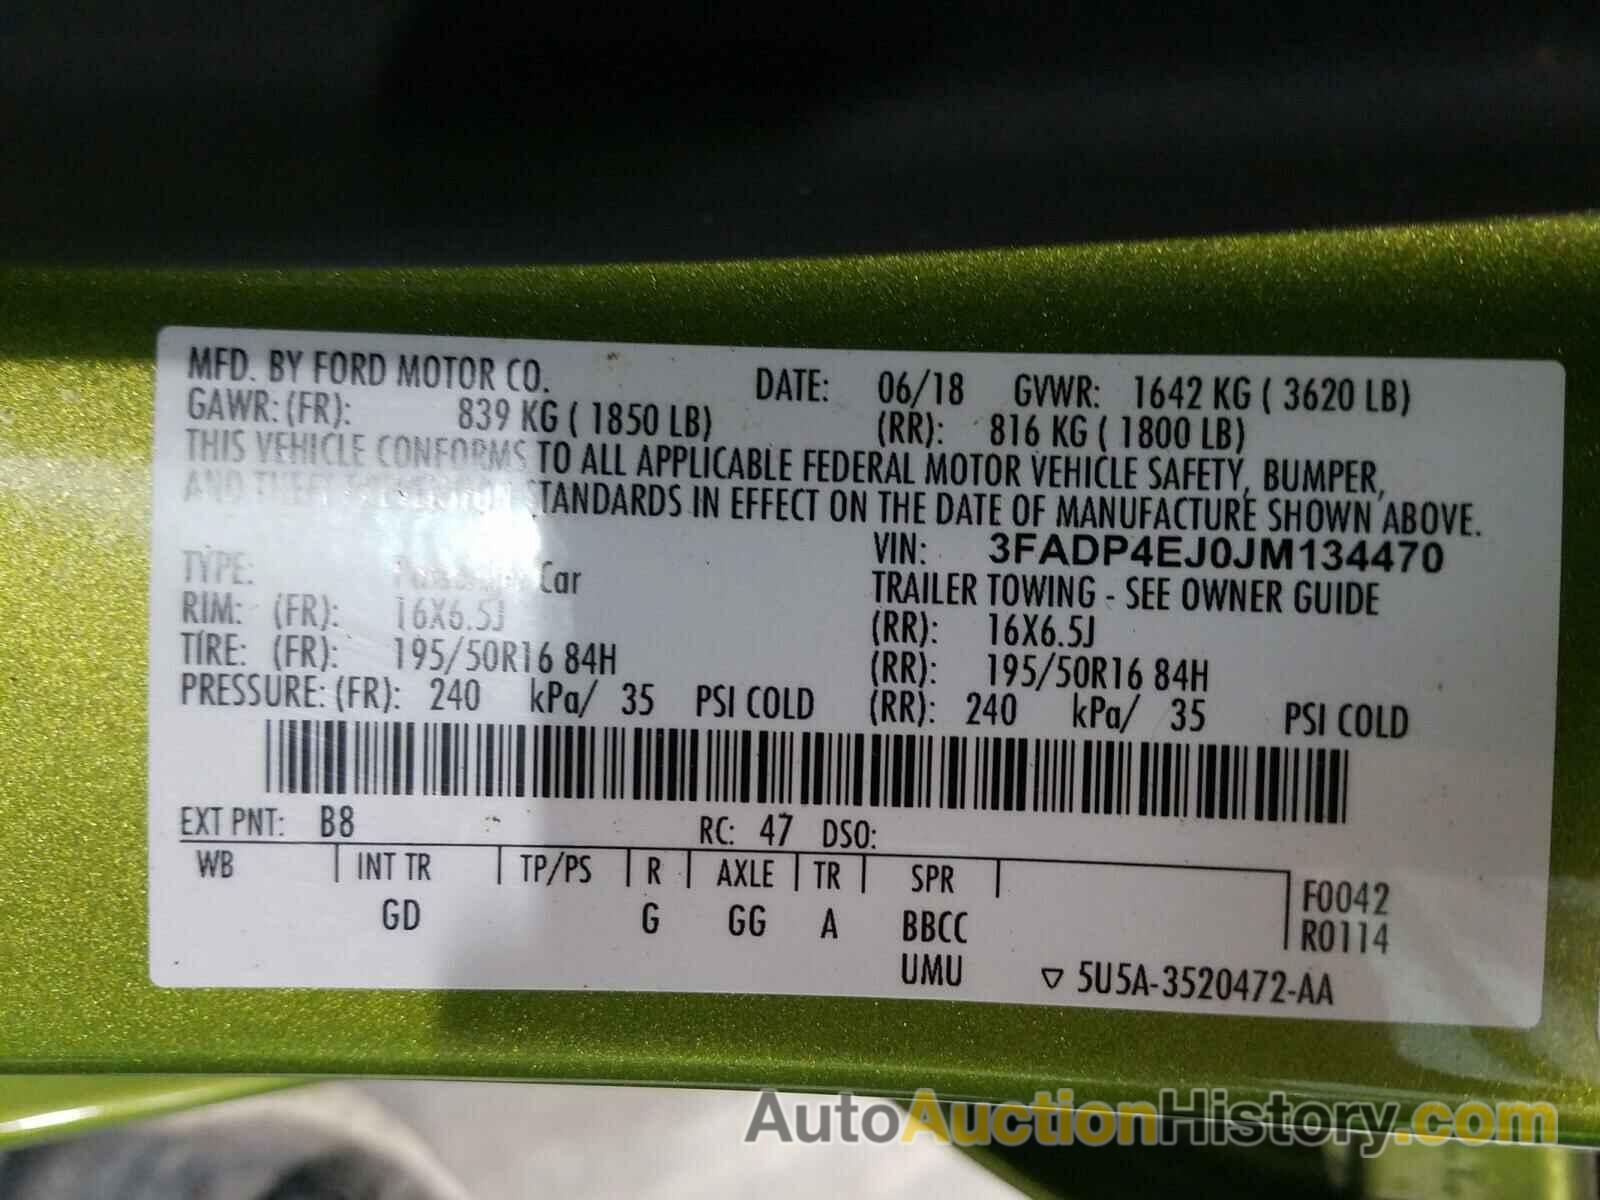 MFD. BY FORD MOTOR CO. DATE: 06/18 GVWR: 1642 KG ( 3620 LB)
GAWR: (FR): 839 KG ( 1850 LB) (RR): 816 KG ( 1800 LB)
THIS VEHICLE CONFORMS TO ALL APPLICABLE FEDERAL MOTOR VEHICLE SAFETY, BUMPER,
AND THEFT PREVENTION STANDARDS IN EFFECT ON THE DATE OF MANUFACTURE SHOWN ABOVE.
VIN: 3FADP4EJ0JM134470
TYPE: Passenger Car TRAILER TOWING - SEE OWNER GUIDE
RIM: (FR): 16X6.5J (RR): 16X6.5J
TIRE: (FR): 195/50R16 84H (RR): 195/50R16 84H
PRESSURE: (FR): 240 kPa/ 35 PSI COLD (RR): 240 kPa/ 35 PSI COLD
EXT PNT: B8 RC: 47 DSO:
WB INT TR TP/PS R AXLE TR SPR F0042
GD G GG A BBCC R0114
UMU ▽ 5U5A-3520472-AA
AutoAuctionHistory.com